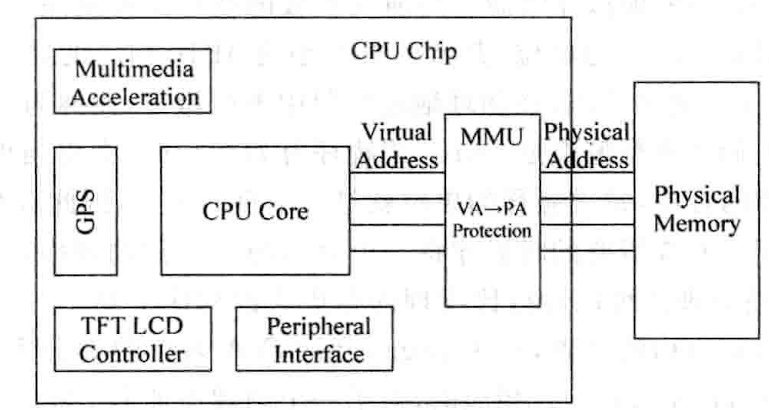 CPU Chip
Multimedia
Acceleration
GPS
CPU Core
Virtual
Address
MMU
VA→PA
Protection
Physical
Address
Physical
Memory
TFT LCD
Controller
Peripheral
Interface